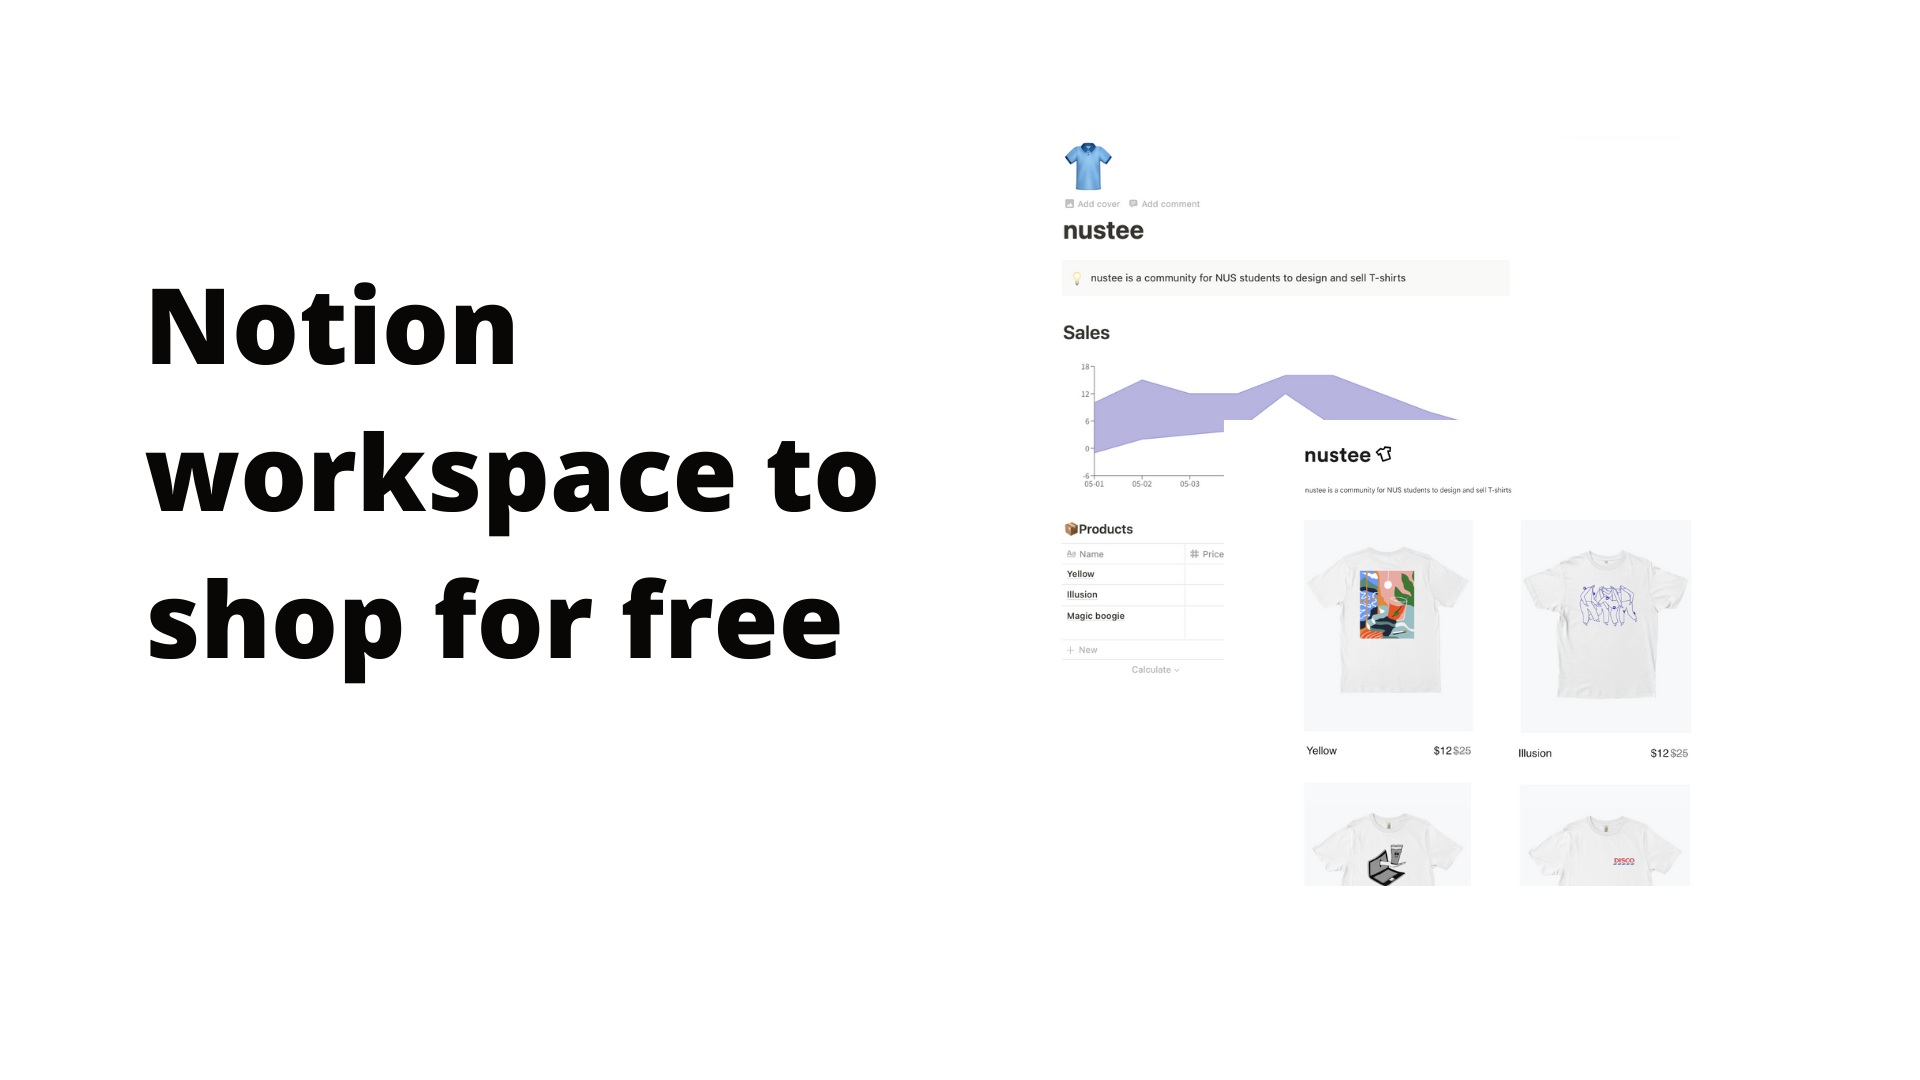 Notion
workspace to
shop for free
Add cover Add comment
nustee
nustee is a community for NUS students to design and sell T-shirts
Sales
18
12
6
0
-6
05-01 05-02 05-03
Products
Name Price
Yellow
Illusion
Magic boogie
New
Calculate
nustee
nustee is a community for NUS students to design and sell T-shirts
Yellow $12 $25
Illusion $12 $25
DISCO